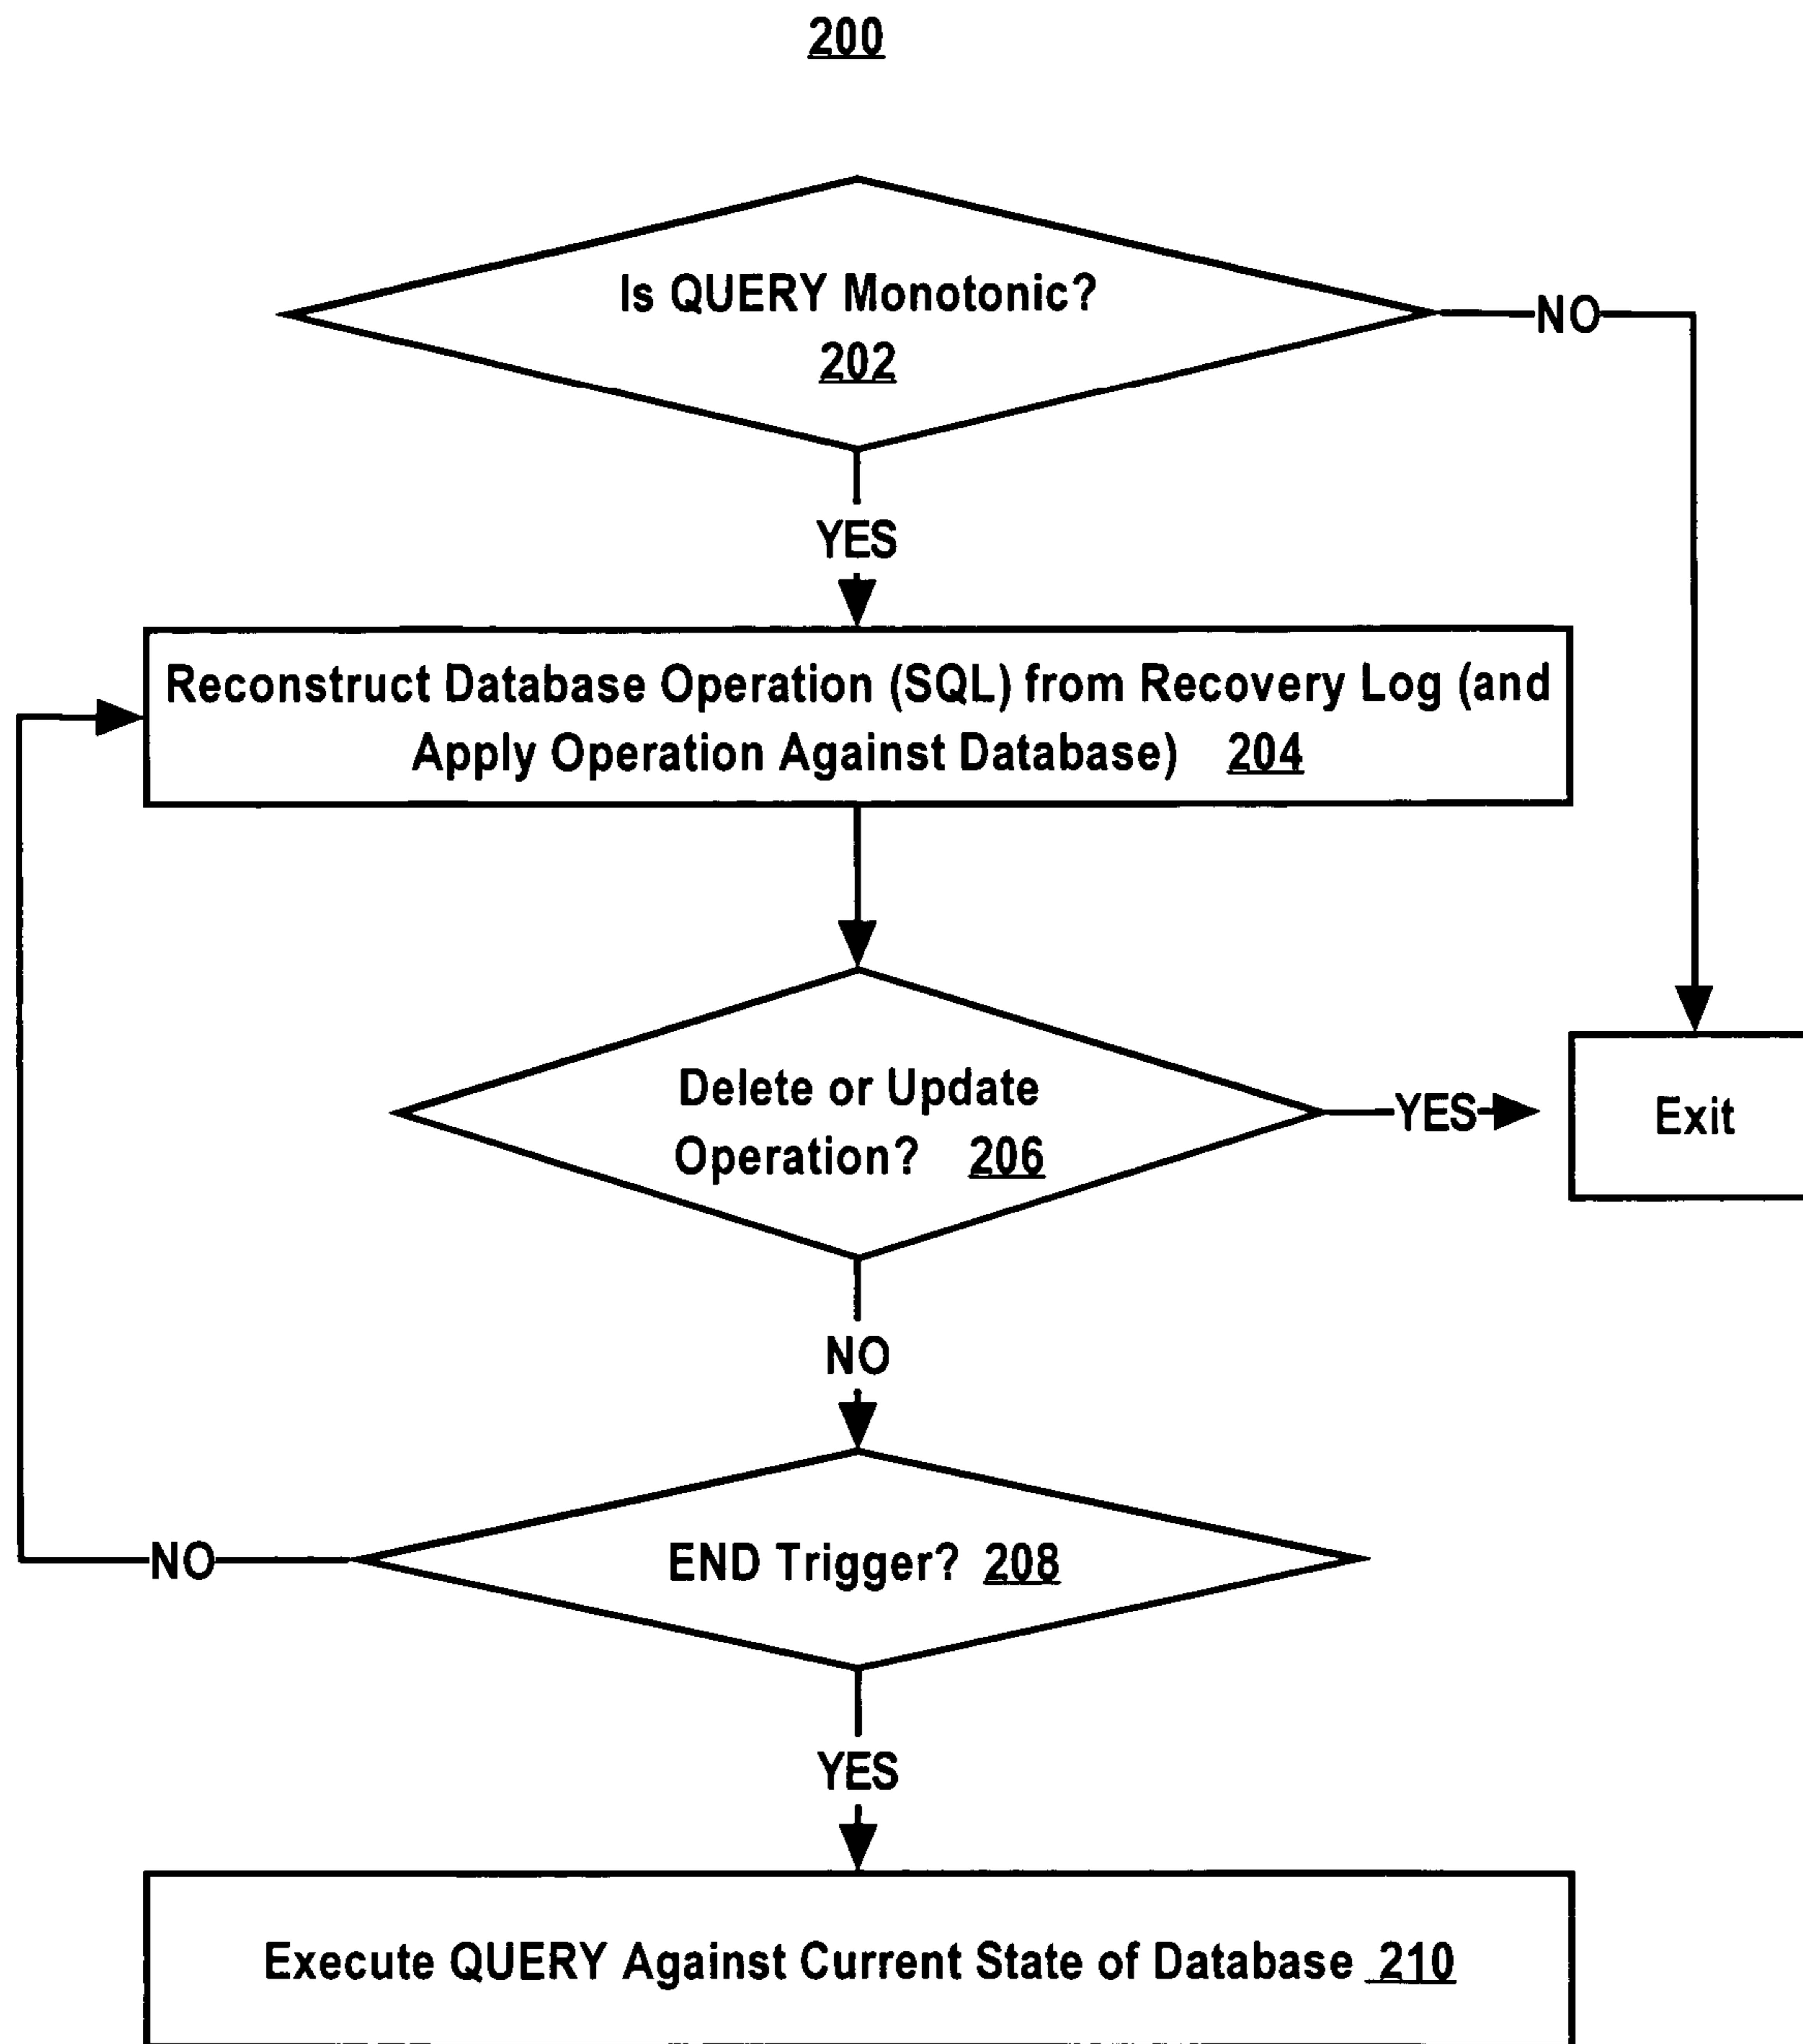 200
Is QUERY Monotonic?
202
NO
YES
Reconstruct Database Operation (SQL) from Recovery Log (and
Apply Operation Against Database) 204
Delete or Update
Operation? 206
YES
Exit
NO
END Trigger? 208
NO
YES
Execute QUERY Against Current State of Database 210